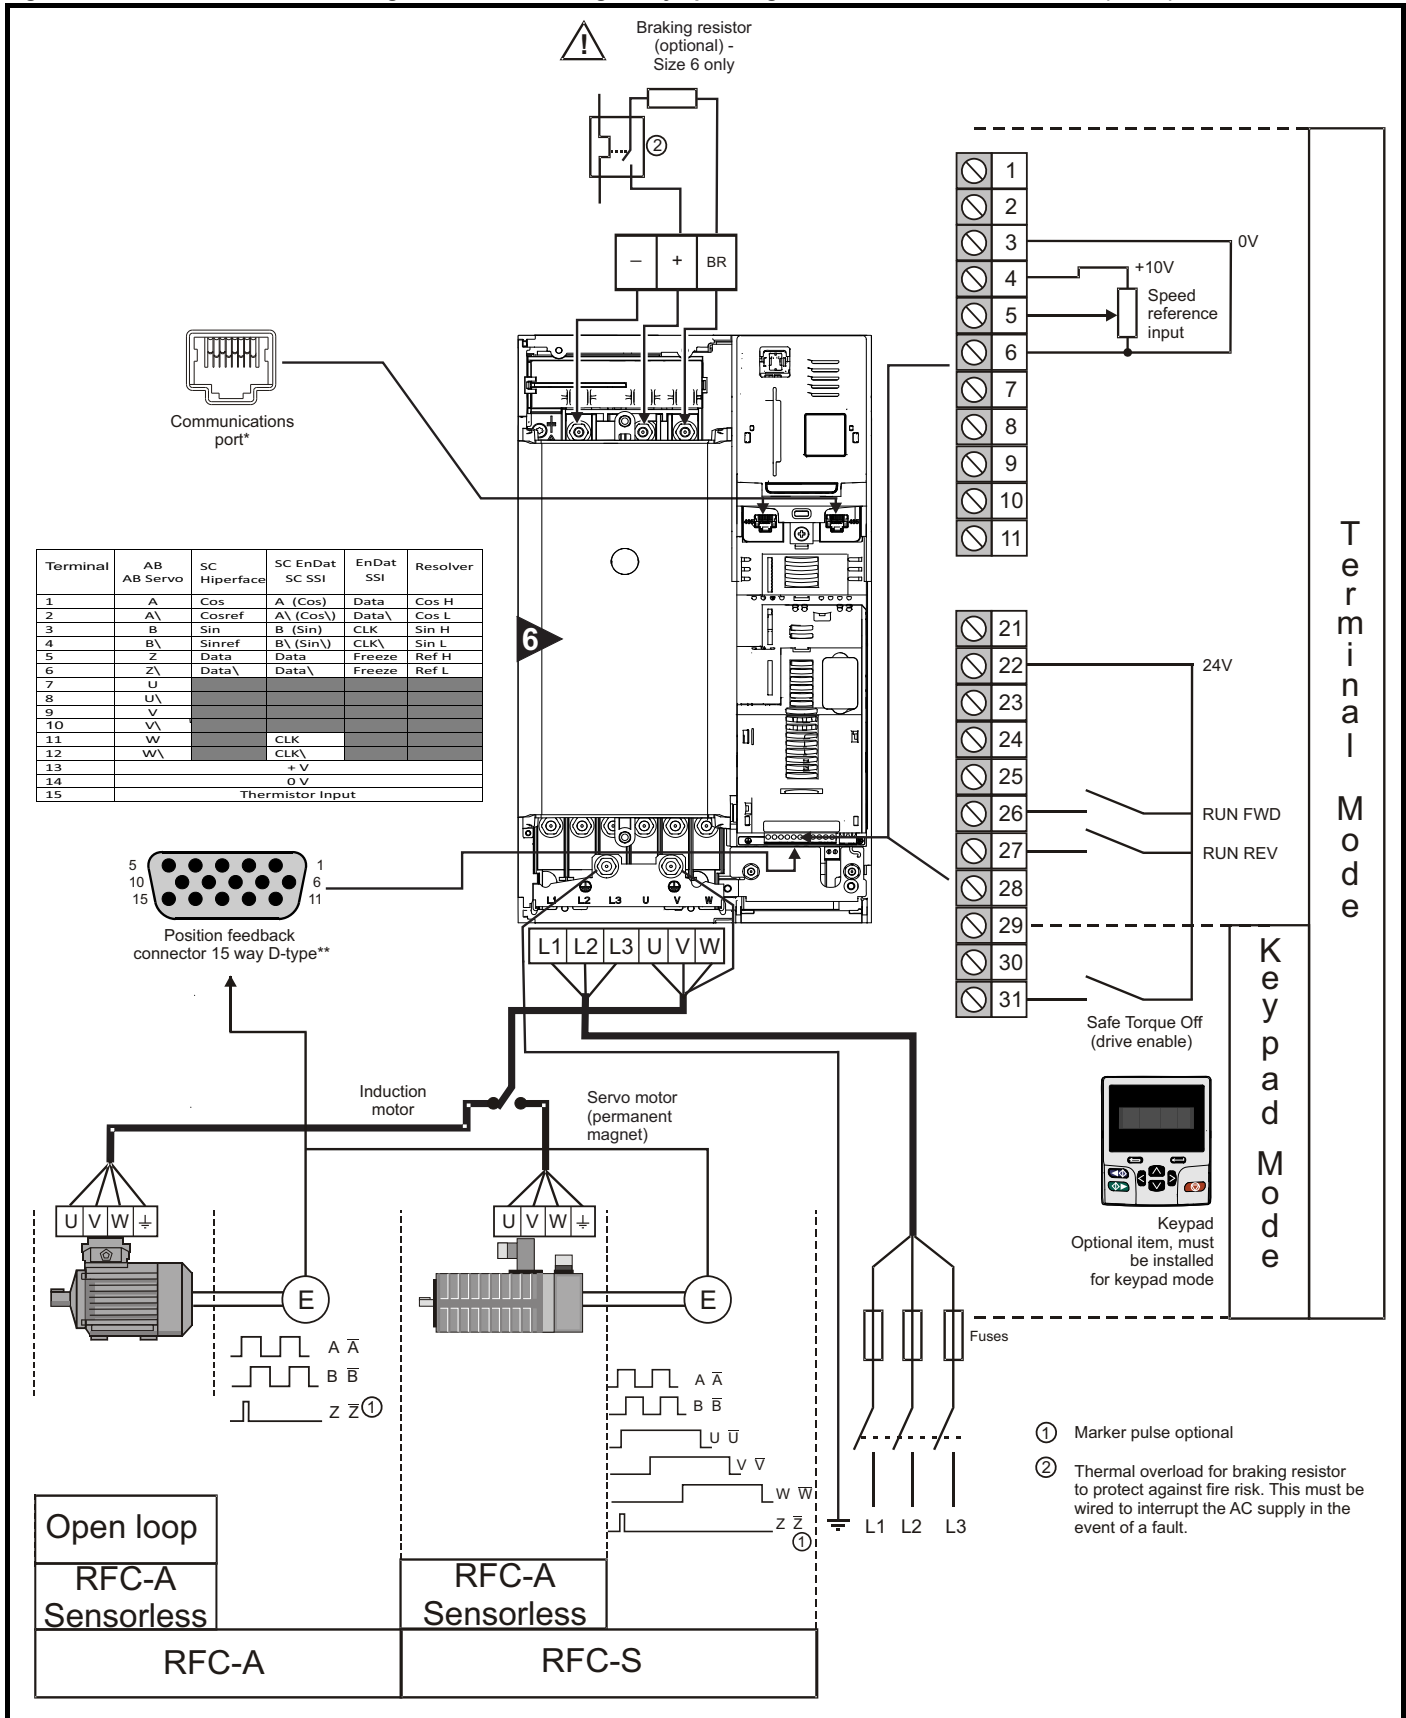 Braking resistor
(optional) -
Size 6 only
2
1
2
3
4
5
6
7
8
9
10
11
0V
+10V
Speed
reference
input
− + BR
Communications
port*
Terminal AB AB Servo SC Hiperface SC EnDat SC SSI EnDat SSI Resolver
1 A Cos A (Cos) Data Cos H
2 A\ Cosref A\ (Cos\) Data\ Cos L
3 B Sin B (Sin) CLK Sin H
4 B\ Sinref B\ (Sin\) CLK\ Sin L
5 Z Data Data Freeze Ref H
6 Z\ Data\ Data\ Freeze Ref L
7 U
8 U\
9 V
10 V\
11 W CLK
12 W\ CLK\
13 + V
14 0 V
15 Thermistor Input
6
21
22
23
24
25
26
27
28
29
30
31
24V
RUN FWD
RUN REV
Safe Torque Off
(drive enable)
Terminal Mode
Keypad Mode
5 1
10 6
15 11
Position feedback
connector 15 way D-type**
L1 L2 L3 U V W
L1 L2 L3 U V W
Induction
motor
Servo motor
(permanent
magnet)
Keypad
Optional item, must
be installed
for keypad mode
U V W
E
U V W
E
A A̅
B B̅
Z Z̅ 1
A A̅
B B̅
U U̅
V V̅
W W̅
Z Z̅
1
Fuses
L1 L2 L3
1 Marker pulse optional
2 Thermal overload for braking resistor
to protect against fire risk. This must be
wired to interrupt the AC supply in the
event of a fault.
Open loop
RFC-A
Sensorless
RFC-A
Sensorless
RFC-A
RFC-S